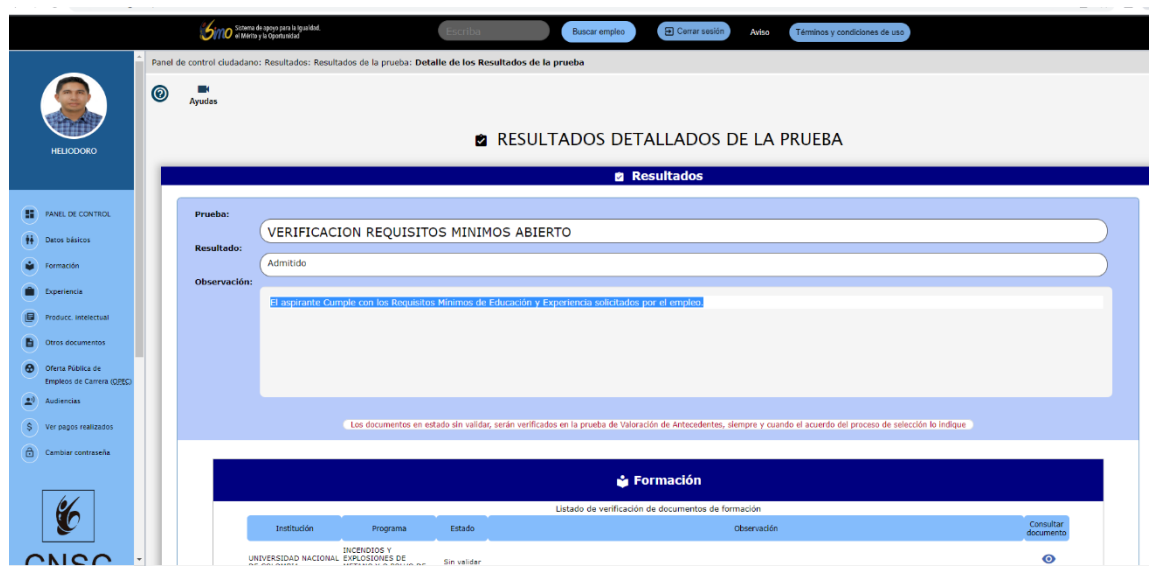 Simo Sistema de apoyo para la Igualdad,
el Mérito y la Oportunidad
Escriba
Buscar empleo
Cerrar sesión
Aviso
Términos y condiciones de uso
Panel de control ciudadano: Resultados: Resultados de la prueba: Detalle de los Resultados de la prueba
Ayudas
HELIODORO
RESULTADOS DETALLADOS DE LA PRUEBA
Resultados
PANEL DE CONTROL
Datos básicos
Formación
Experiencia
Producc. intelectual
Otros documentos
Oferta Pública de
Empleos de Carrera (OPEC)
Audiencias
Ver pagos realizados
Cambiar contraseña
CNSC
Prueba:
VERIFICACION REQUISITOS MINIMOS ABIERTO
Resultado:
Admitido
Observación:
El aspirante Cumple con los Requisitos Mínimos de Educación y Experiencia solicitados por el empleo.
Los documentos en estado sin validar, serán verificados en la prueba de Valoración de Antecedentes, siempre y cuando el acuerdo del proceso de selección lo indique
Formación
Listado de verificación de documentos de formación
Institución
Programa
Estado
Observación
Consultar
documento
UNIVERSIDAD NACIONAL
INCENDIOS Y
EXPLOSIONES DE
Sin validar